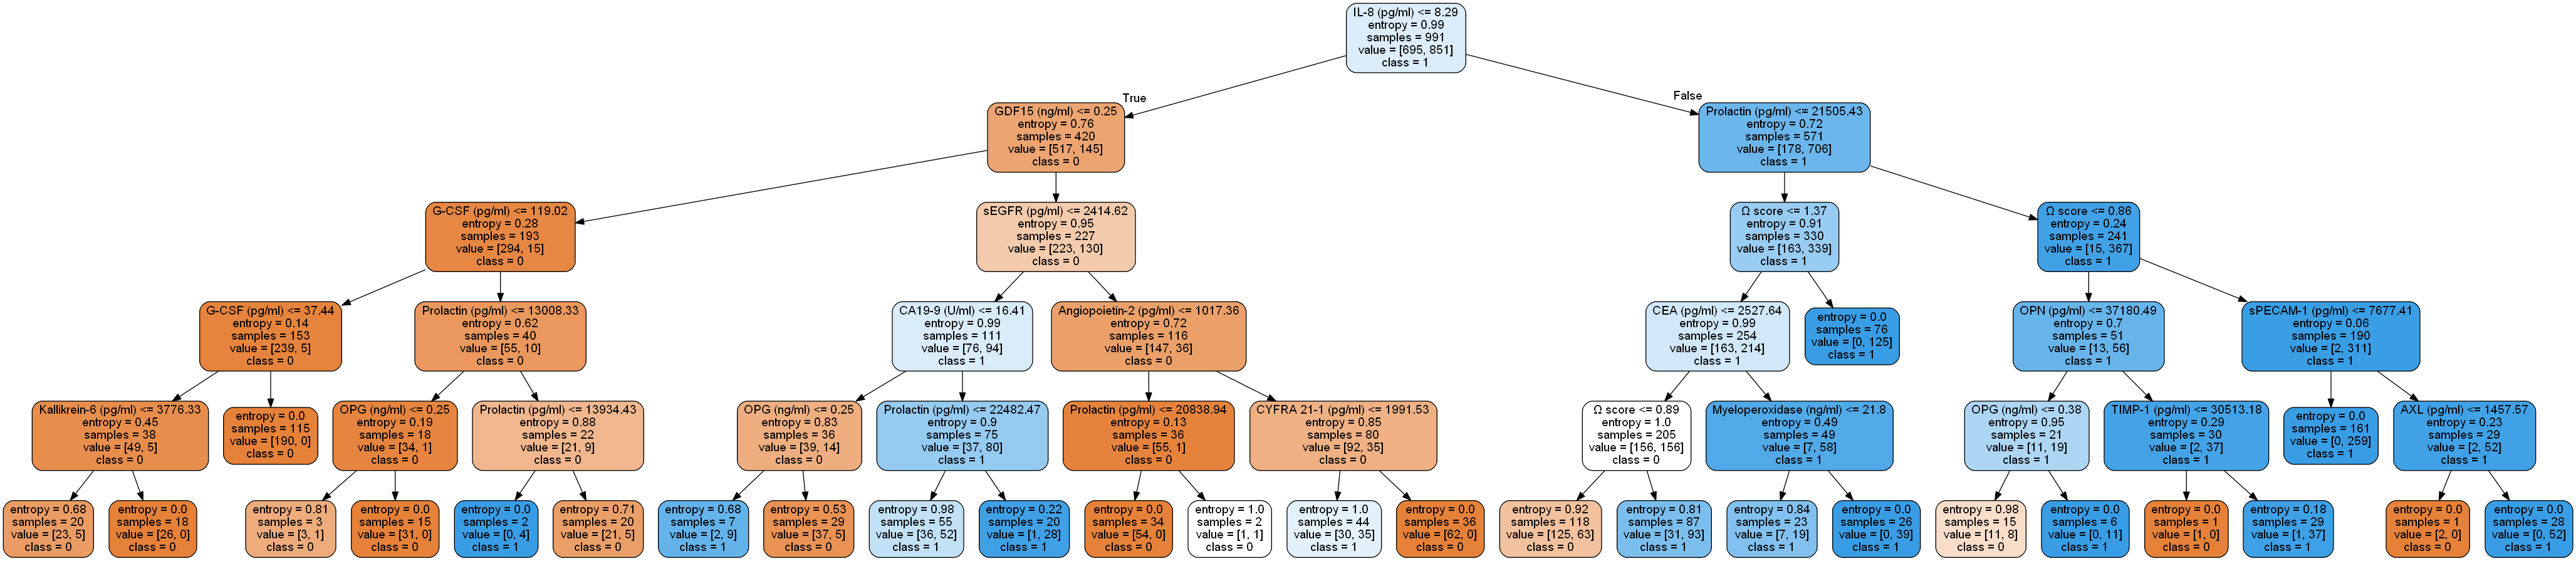 IL-8 (pg/ml) <= 8.29
entropy = 0.99
samples = 991
value = [695, 851]
class = 1
True
False
GDF15 (ng/ml) <= 0.25
entropy = 0.76
samples = 420
value = [517, 145]
class = 0
Prolactin (pg/ml) <= 21505.43
entropy = 0.72
samples = 571
value = [178, 706]
class = 1
G-CSF (pg/ml) <= 119.02
entropy = 0.28
samples = 193
value = [294, 15]
class = 0
sEGFR (pg/ml) <= 2414.62
entropy = 0.95
samples = 227
value = [223, 130]
class = 0
Ω score <= 1.37
entropy = 0.91
samples = 330
value = [163, 339]
class = 1
Ω score <= 0.86
entropy = 0.24
samples = 241
value = [15, 367]
class = 1
G-CSF (pg/ml) <= 37.44
entropy = 0.14
samples = 153
value = [239, 5]
class = 0
Prolactin (pg/ml) <= 13008.33
entropy = 0.62
samples = 40
value = [55, 10]
class = 0
CA19-9 (U/ml) <= 16.41
entropy = 0.99
samples = 111
value = [76, 94]
class = 1
Angiopoietin-2 (pg/ml) <= 1017.36
entropy = 0.72
samples = 116
value = [147, 36]
class = 0
CEA (pg/ml) <= 2527.64
entropy = 0.99
samples = 254
value = [163, 214]
class = 1
entropy = 0.0
samples = 76
value = [0, 125]
class = 1
OPN (pg/ml) <= 37180.49
entropy = 0.7
samples = 51
value = [13, 56]
class = 1
sPECAM-1 (pg/ml) <= 7677.41
entropy = 0.06
samples = 190
value = [2, 311]
class = 1
Kallikrein-6 (pg/ml) <= 3776.33
entropy = 0.45
samples = 38
value = [49, 5]
class = 0
entropy = 0.0
samples = 115
value = [190, 0]
class = 0
OPG (ng/ml) <= 0.25
entropy = 0.19
samples = 18
value = [34, 1]
class = 0
Prolactin (pg/ml) <= 13934.43
entropy = 0.88
samples = 22
value = [21, 9]
class = 0
OPG (ng/ml) <= 0.25
entropy = 0.83
samples = 36
value = [39, 14]
class = 0
Prolactin (pg/ml) <= 22482.47
entropy = 0.9
samples = 75
value = [37, 80]
class = 1
Prolactin (pg/ml) <= 20838.94
entropy = 0.13
samples = 36
value = [55, 1]
class = 0
CYFRA 21-1 (pg/ml) <= 1991.53
entropy = 0.85
samples = 80
value = [92, 35]
class = 0
Ω score <= 0.89
entropy = 1.0
samples = 205
value = [156, 156]
class = 0
Myeloperoxidase (ng/ml) <= 21.8
entropy = 0.49
samples = 49
value = [7, 58]
class = 1
OPG (ng/ml) <= 0.38
entropy = 0.95
samples = 21
value = [11, 19]
class = 1
TIMP-1 (pg/ml) <= 30513.18
entropy = 0.29
samples = 30
value = [2, 37]
class = 1
entropy = 0.0
samples = 161
value = [0, 259]
class = 1
AXL (pg/ml) <= 1457.57
entropy = 0.23
samples = 29
value = [2, 52]
class = 1
entropy = 0.68
samples = 20
value = [23, 5]
class = 0
entropy = 0.0
samples = 18
value = [26, 0]
class = 0
entropy = 0.81
samples = 3
value = [3, 1]
class = 0
entropy = 0.0
samples = 15
value = [31, 0]
class = 0
entropy = 0.0
samples = 2
value = [0, 4]
class = 1
entropy = 0.71
samples = 20
value = [21, 5]
class = 0
entropy = 0.68
samples = 7
value = [2, 9]
class = 1
entropy = 0.53
samples = 29
value = [37, 5]
class = 0
entropy = 0.98
samples = 55
value = [36, 52]
class = 1
entropy = 0.22
samples = 20
value = [1, 28]
class = 1
entropy = 0.0
samples = 34
value = [54, 0]
class = 0
entropy = 1.0
samples = 2
value = [1, 1]
class = 0
entropy = 1.0
samples = 44
value = [30, 35]
class = 1
entropy = 0.0
samples = 36
value = [62, 0]
class = 0
entropy = 0.92
samples = 118
value = [125, 63]
class = 0
entropy = 0.81
samples = 87
value = [31, 93]
class = 1
entropy = 0.84
samples = 23
value = [7, 19]
class = 1
entropy = 0.0
samples = 26
value = [0, 39]
class = 1
entropy = 0.98
samples = 15
value = [11, 8]
class = 0
entropy = 0.0
samples = 6
value = [0, 11]
class = 1
entropy = 0.0
samples = 1
value = [1, 0]
class = 0
entropy = 0.18
samples = 29
value = [1, 37]
class = 1
entropy = 0.0
samples = 1
value = [2, 0]
class = 0
entropy = 0.0
samples = 28
value = [0, 52]
class = 1